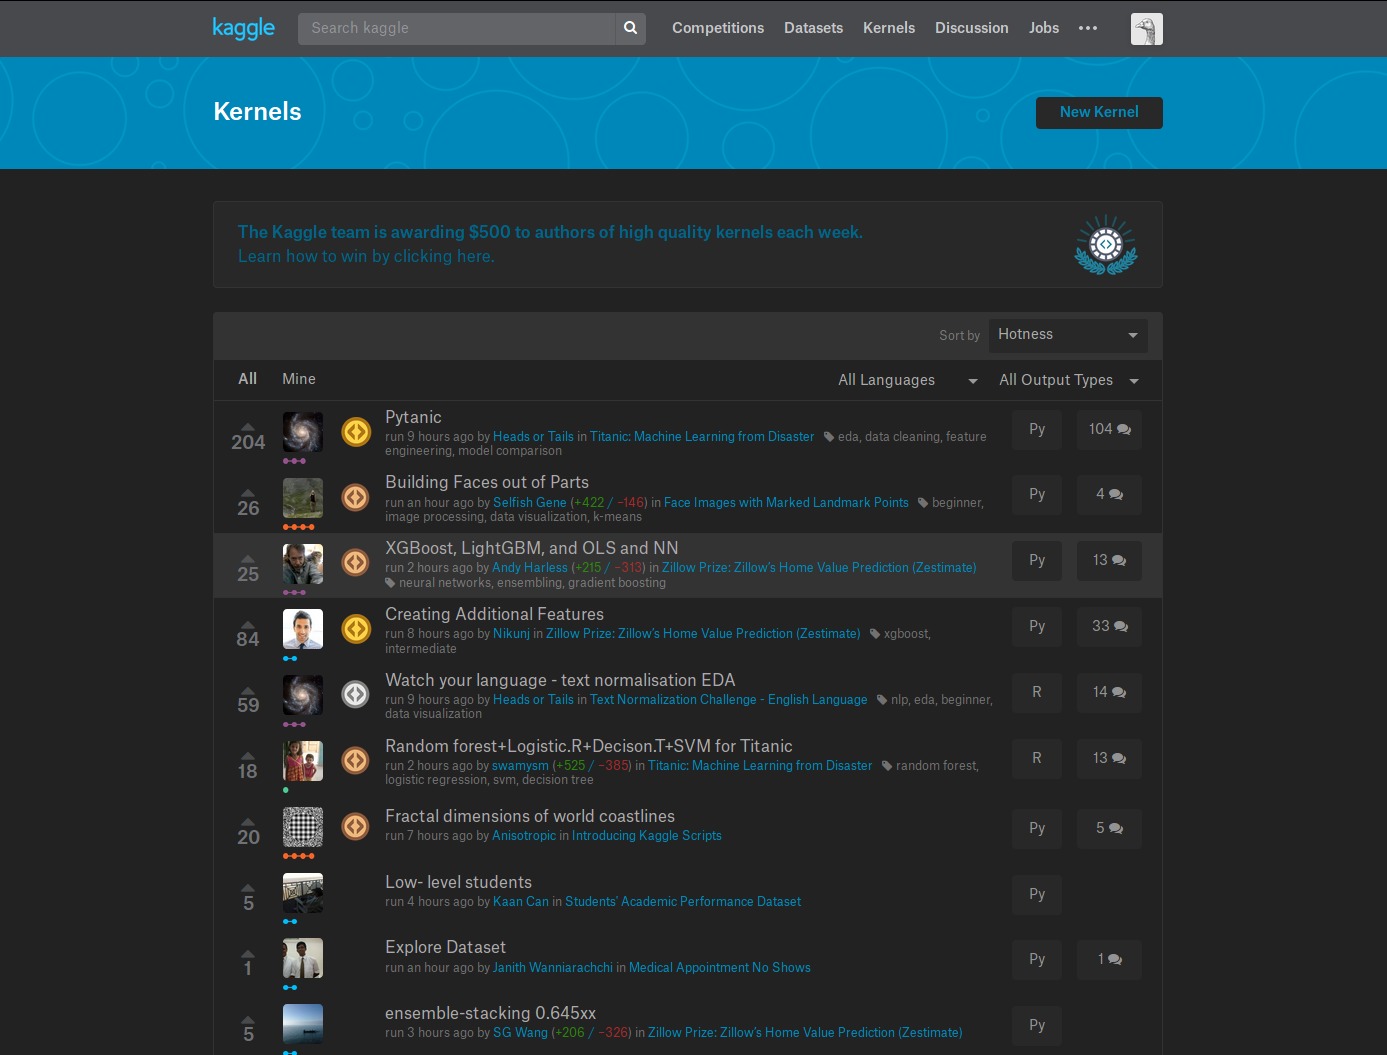 kaggle
Search kaggle
Competitions Datasets Kernels Discussion Jobs
Kernels
New Kernel
The Kaggle team is awarding $500 to authors of high quality kernels each week.
Learn how to win by clicking here.
Sort by Hotness
All Mine All Languages All Output Types
Pytanic
204 run 9 hours ago by Heads or Tails in Titanic: Machine Learning from Disaster eda, data cleaning, feature Py 104
engineering, model comparison
Building Faces out of Parts
26 run an hour ago by Selfish Gene (+422 / −146) in Face Images with Marked Landmark Points beginner, Py 4
image processing, data visualization, k-means
XGBoost, LightGBM, and OLS and NN
25 run 2 hours ago by Andy Harless (+215 / −313) in Zillow Prize: Zillow's Home Value Prediction (Zestimate) Py 13
neural networks, ensembling, gradient boosting
Creating Additional Features
84 run 8 hours ago by Nikunj in Zillow Prize: Zillow's Home Value Prediction (Zestimate) xgboost, Py 33
intermediate
Watch your language - text normalisation EDA
59 run 9 hours ago by Heads or Tails in Text Normalization Challenge - English Language nlp, eda, beginner, R 14
data visualization
Random forest+Logistic.R+Decison.T+SVM for Titanic
18 run 2 hours ago by swamysm (+525 / −385) in Titanic: Machine Learning from Disaster random forest, R 13
logistic regression, svm, decision tree
Fractal dimensions of world coastlines
20 run 7 hours ago by Anisotropic in Introducing Kaggle Scripts Py 5
Low- level students
5 run 4 hours ago by Kaan Can in Students' Academic Performance Dataset Py
Explore Dataset
1 run an hour ago by Janith Wanniarachchi in Medical Appointment No Shows Py 1
ensemble-stacking 0.645xx
5 run 3 hours ago by SG Wang (+206 / −326) in Zillow Prize: Zillow's Home Value Prediction (Zestimate) Py